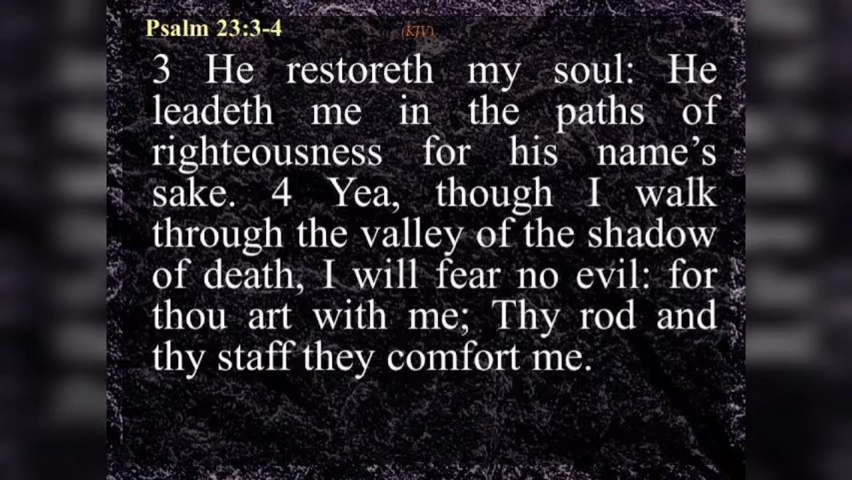 Psalm 23:3-4 (KJV)
3 He restoreth my soul: He
leadeth me in the paths of
righteousness for his name’s
sake. 4 Yea, though I walk
through the valley of the shadow
of death, I will fear no evil: for
thou art with me; Thy rod and
thy staff they comfort me.